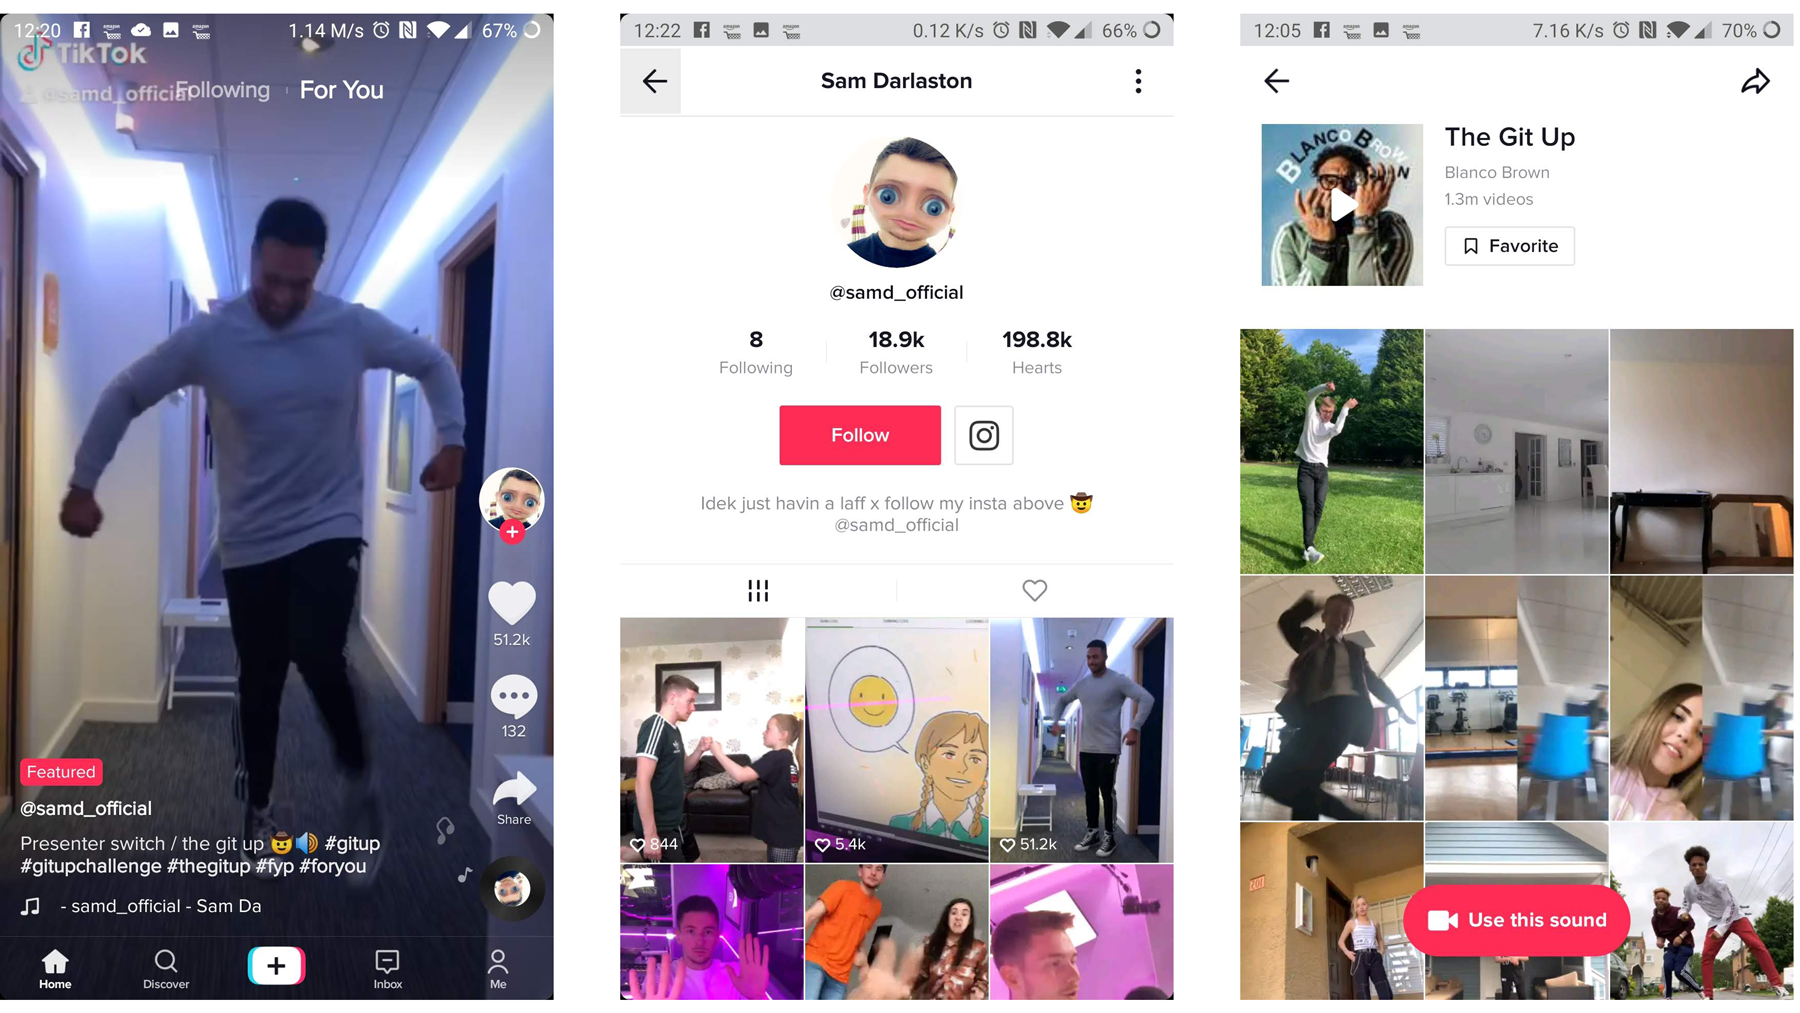 12:20
1.14 M/s
67%
TikTok
@samd_official
Following
For You
51.2k
132
Share
Featured
@samd_official
Presenter switch / the git up 🤠🔊 #gitup
#gitupchallenge #thegitup #fyp #foryou
- samd_official - Sam Da
Home
Discover
Inbox
Me
12:22
0.12 K/s
66%
Sam Darlaston
@samd_official
8
18.9k
198.8k
Following
Followers
Hearts
Follow
Idek just havin a laff x follow my insta above 🤠
@samd_official
844
5.4k
51.2k
12:05
7.16 K/s
70%
BLANCO BROWN
The Git Up
Blanco Brown
1.3m videos
Favorite
Use this sound